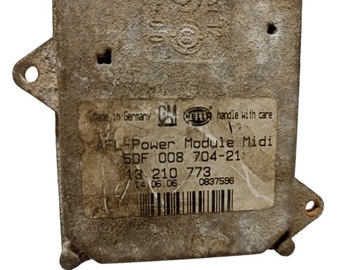 Made in Germany GM HELLA handle with care
AFL-Power Module Midi
5DF 008 704-21
13 210 773
14.06.06 0837596